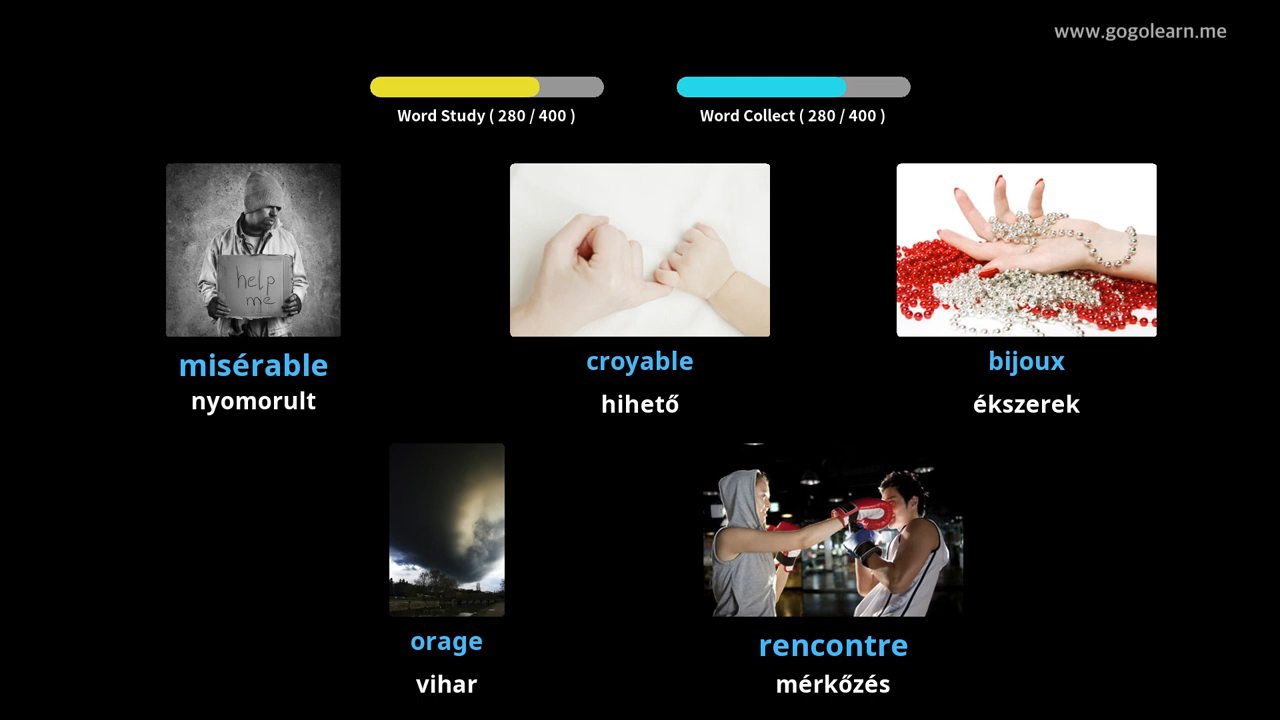 www.gogolearn.me
Word Study ( 280 / 400 )
Word Collect ( 280 / 400 )
help
me
misérable
nyomorult
croyable
hihető
bijoux
ékszerek
orage
vihar
rencontre
mérkőzés